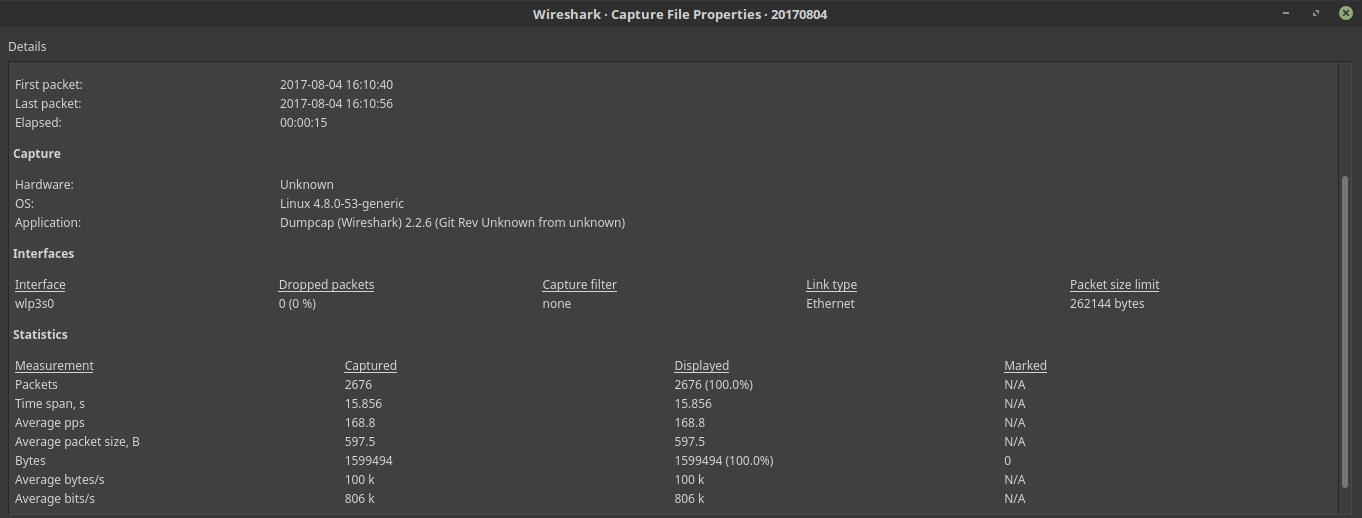 Wireshark · Capture File Properties · 20170804
Details
First packet: 2017-08-04 16:10:40
Last packet: 2017-08-04 16:10:56
Elapsed: 00:00:15
Capture
Hardware: Unknown
OS: Linux 4.8.0-53-generic
Application: Dumpcap (Wireshark) 2.2.6 (Git Rev Unknown from unknown)
Interfaces
Interface Dropped packets Capture filter Link type Packet size limit
wlp3s0 0 (0 %) none Ethernet 262144 bytes
Statistics
Measurement Captured Displayed Marked
Packets 2676 2676 (100.0%) N/A
Time span, s 15.856 15.856 N/A
Average pps 168.8 168.8 N/A
Average packet size, B 597.5 597.5 N/A
Bytes 1599494 1599494 (100.0%) 0
Average bytes/s 100 k 100 k N/A
Average bits/s 806 k 806 k N/A